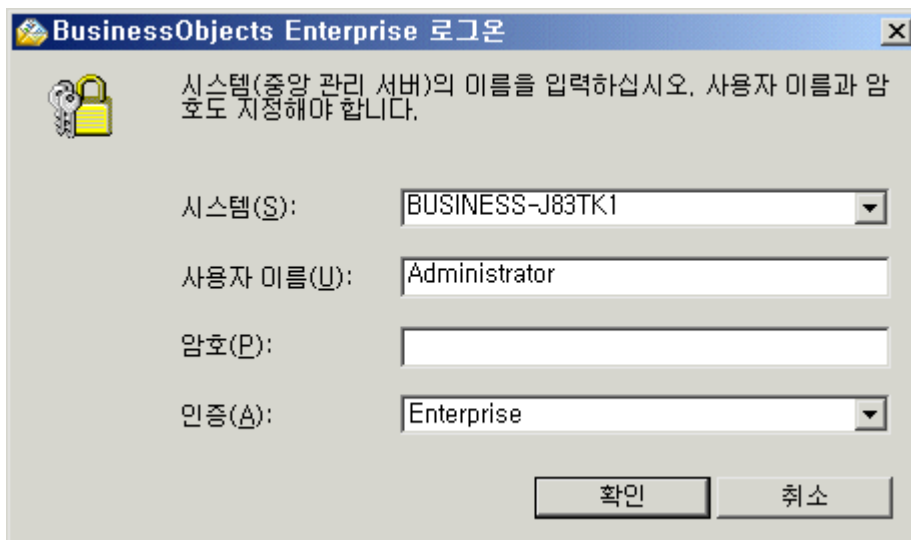 BusinessObjects Enterprise 로그온
시스템(중앙 관리 서버)의 이름을 입력하십시오. 사용자 이름과 암
호도 지정해야 합니다.
시스템(S): BUSINESS-J83TK1
사용자 이름(U): Administrator
암호(P):
인증(A): Enterprise
확인 취소